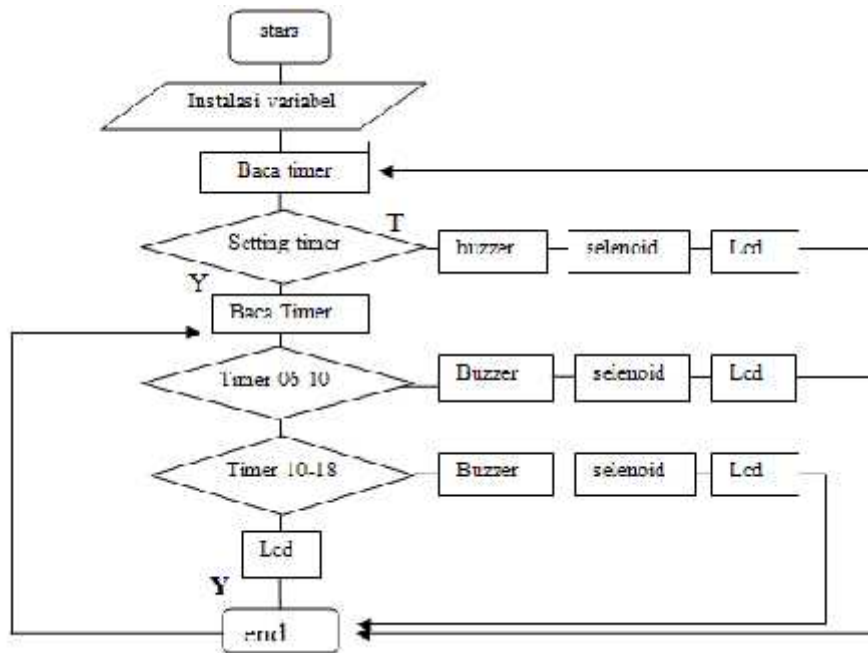 stars
Instalasi variabel
Baca timer
T
Setting timer
buzzer
selenoid
Lcd
Y
Baca Timer
Timer 06-10
Buzzer
selenoid
Lcd
Timer 10-18
Buzzer
selenoid
Lcd
Lcd
Y
end